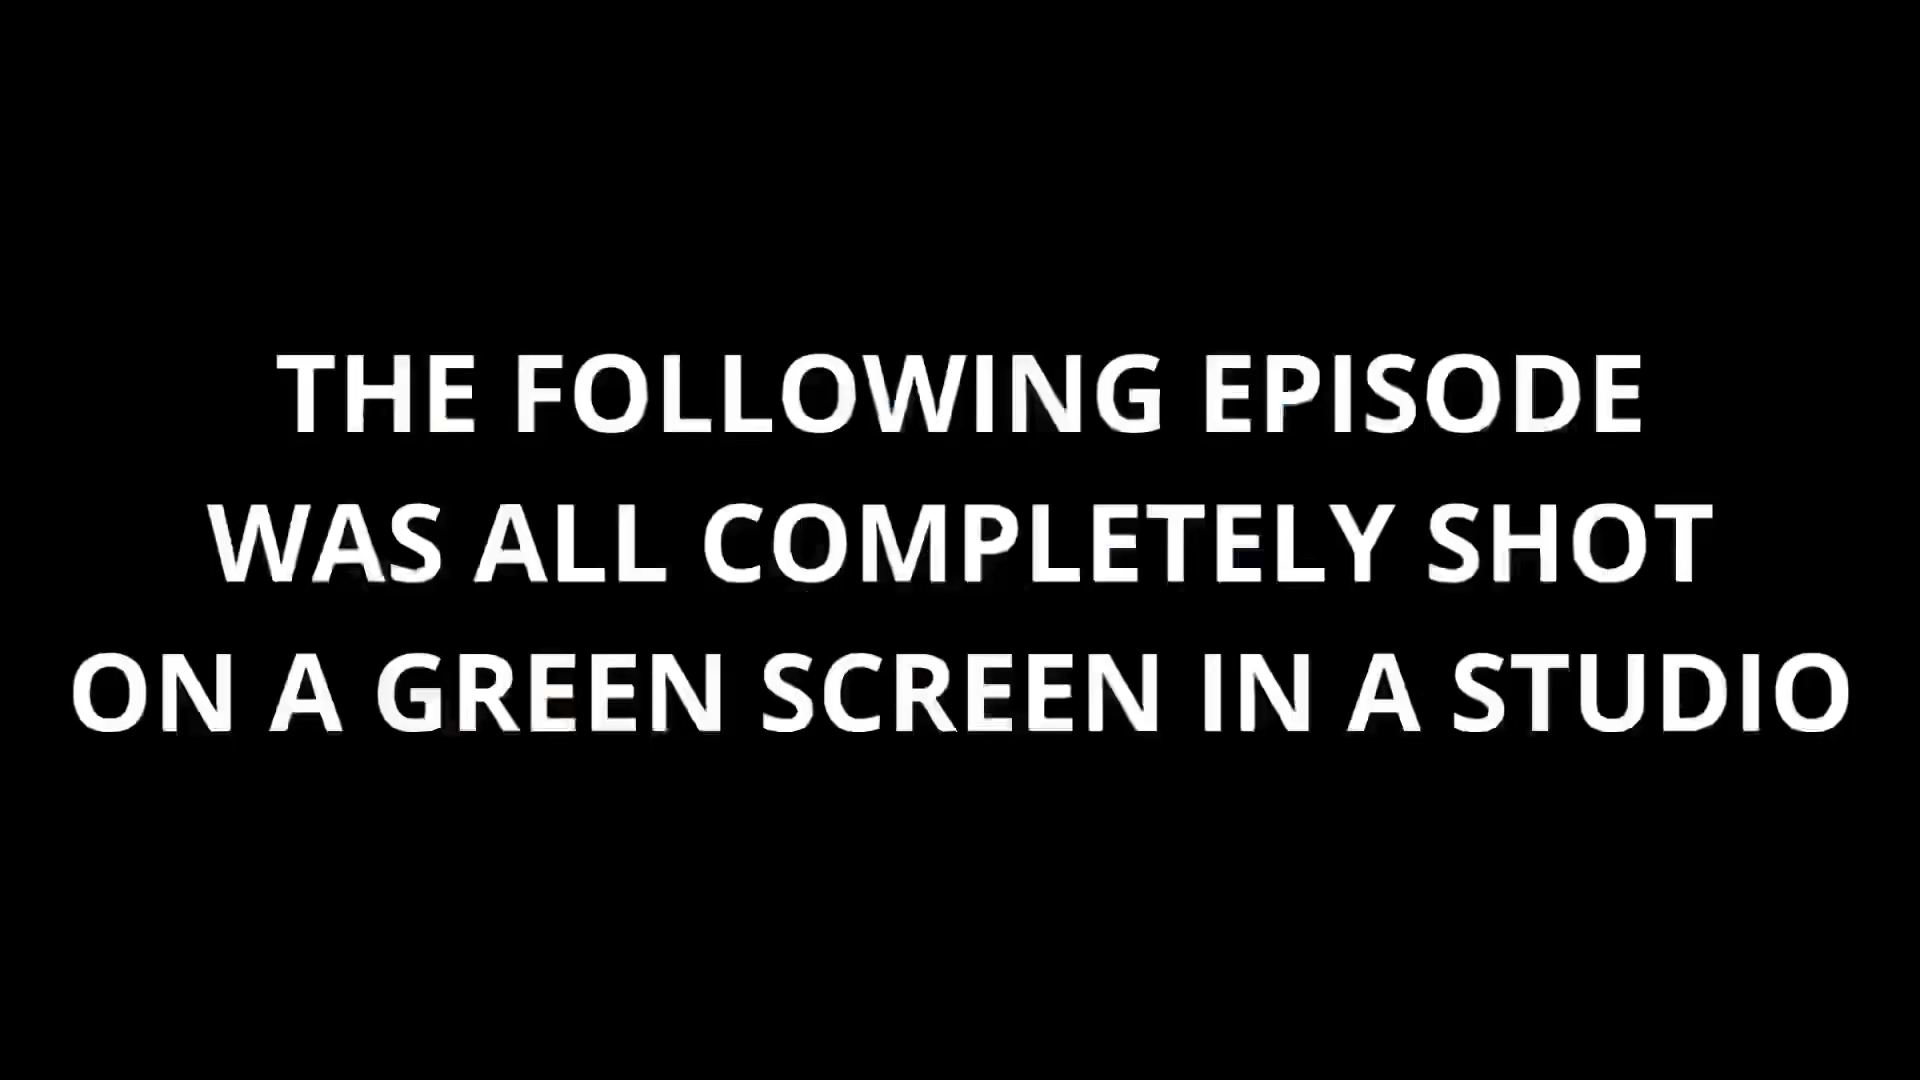 THE FOLLOWING EPISODE
WAS ALL COMPLETELY SHOT
ON A GREEN SCREEN IN A STUDIO